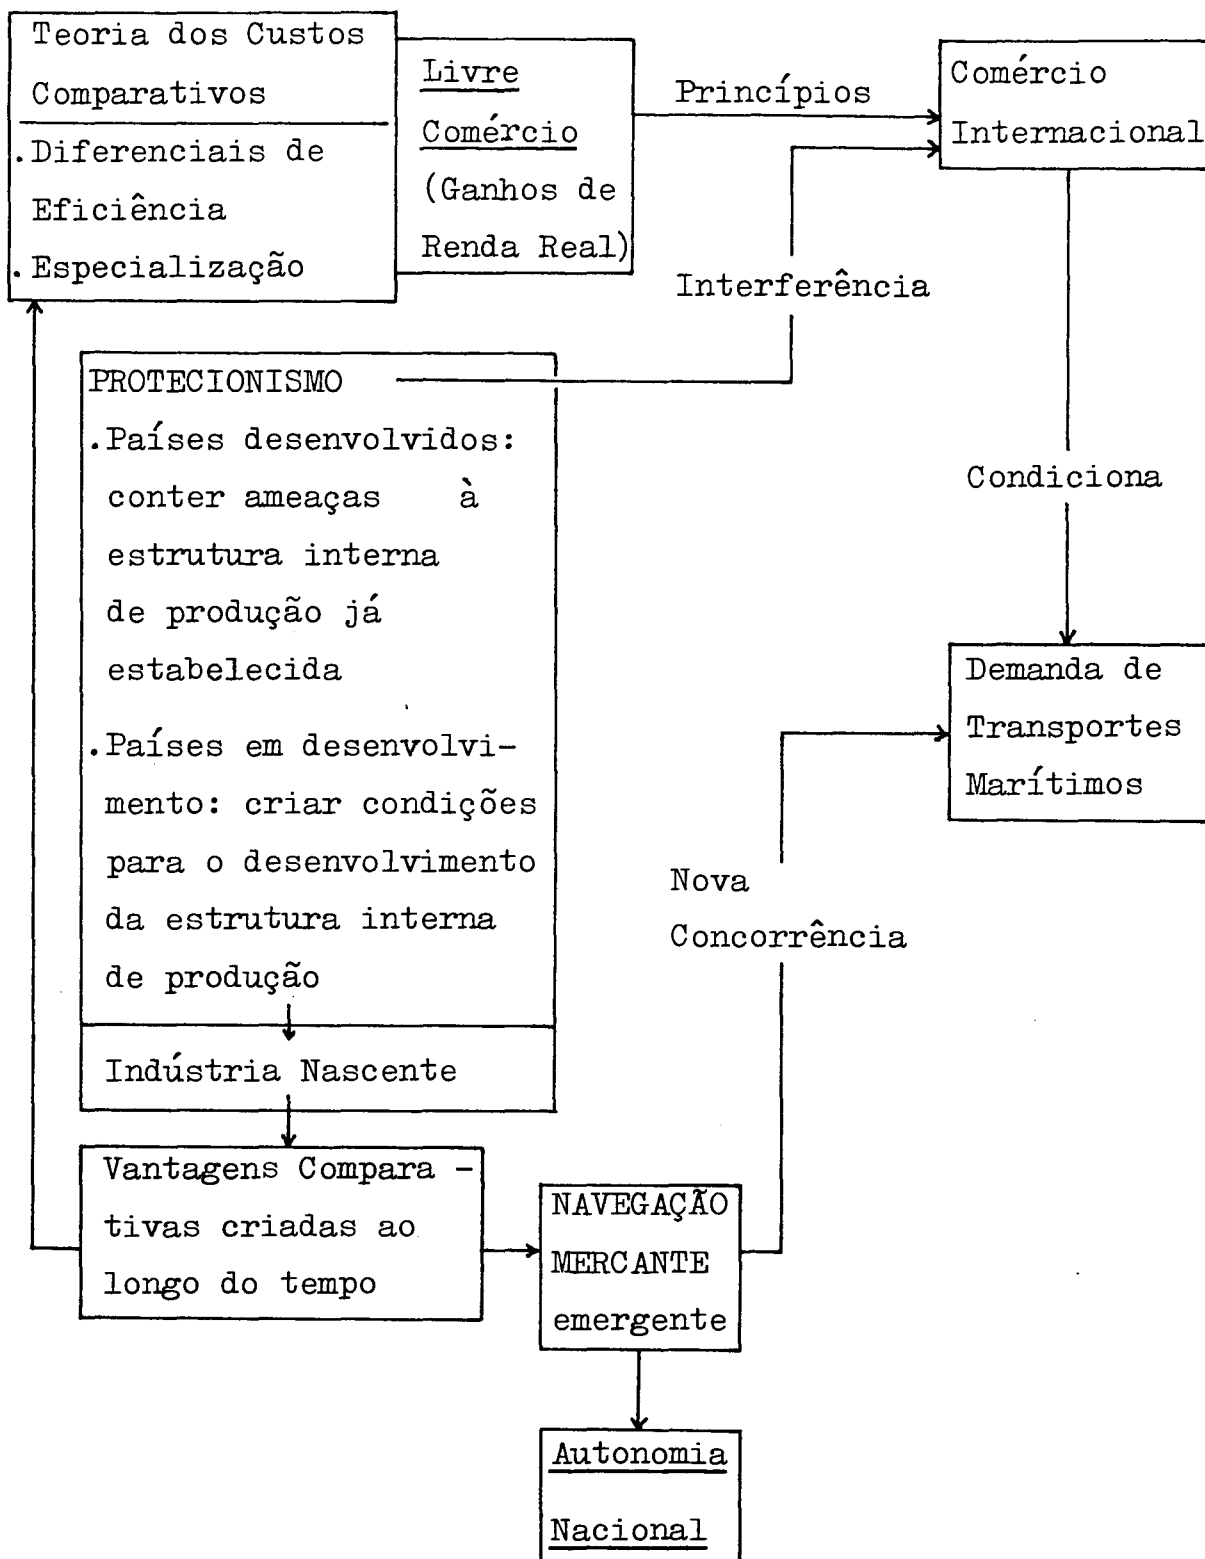 Teoria dos Custos
Comparativos
.Diferenciais de
Eficiência
.Especialização
Livre
Comércio
(Ganhos de
Renda Real)
Princípios
Interferência
Comércio
Internacional
Condiciona
PROTECIONISMO
.Países desenvolvidos:
conter ameaças à
estrutura interna
de produção já
estabelecida
.Países em desenvolvi-
mento: criar condições
para o desenvolvimento
da estrutura interna
de produção
Indústria Nascente
Demanda de
Transportes
Marítimos
Nova
Concorrência
Vantagens Compara -
tivas criadas ao
longo do tempo
NAVEGAÇÃO
MERCANTE
emergente
Autonomia
Nacional